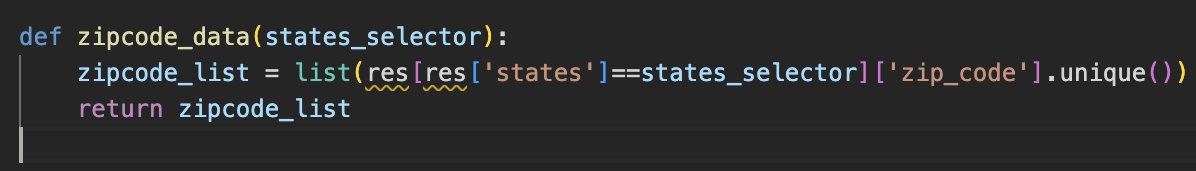 def zipcode_data(states_selector):
    zipcode_list = list(res[res['states']==states_selector]['zip_code'].unique())
    return zipcode_list